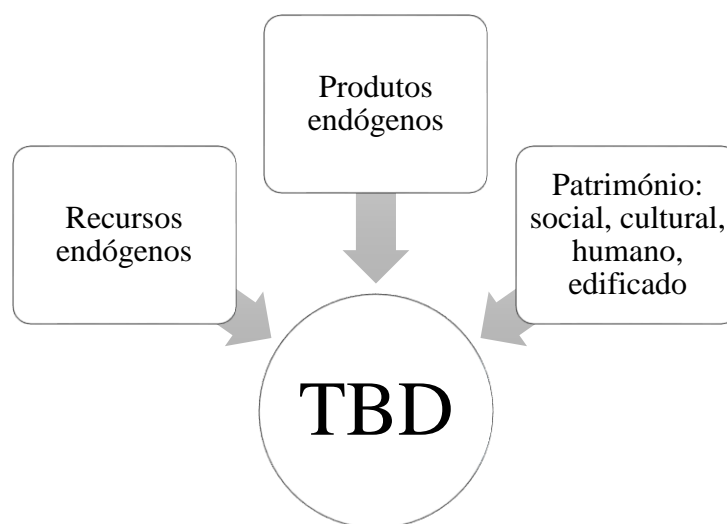 Produtos
endógenos
Recursos
endógenos
Património:
social, cultural,
humano,
edificado
TBD